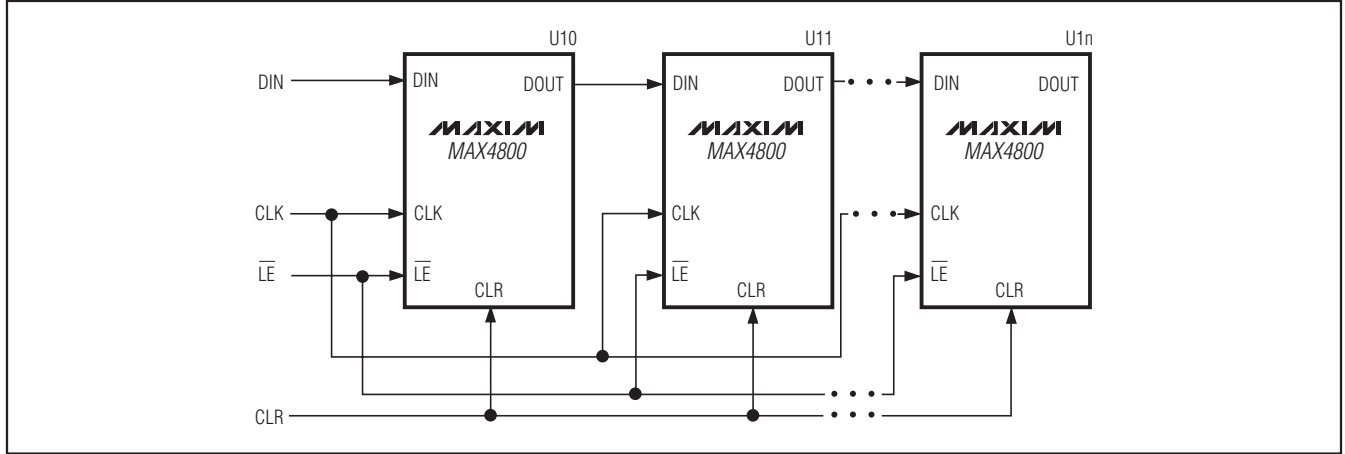 U10
U11
U1n
DIN
DIN
DOUT
DIN
DOUT
DIN
DOUT
MAXIM
MAX4800
MAXIM
MAX4800
MAXIM
MAX4800
CLK
CLK
CLK
CLK
LE
LE
LE
LE
CLR
CLR
CLR
CLR